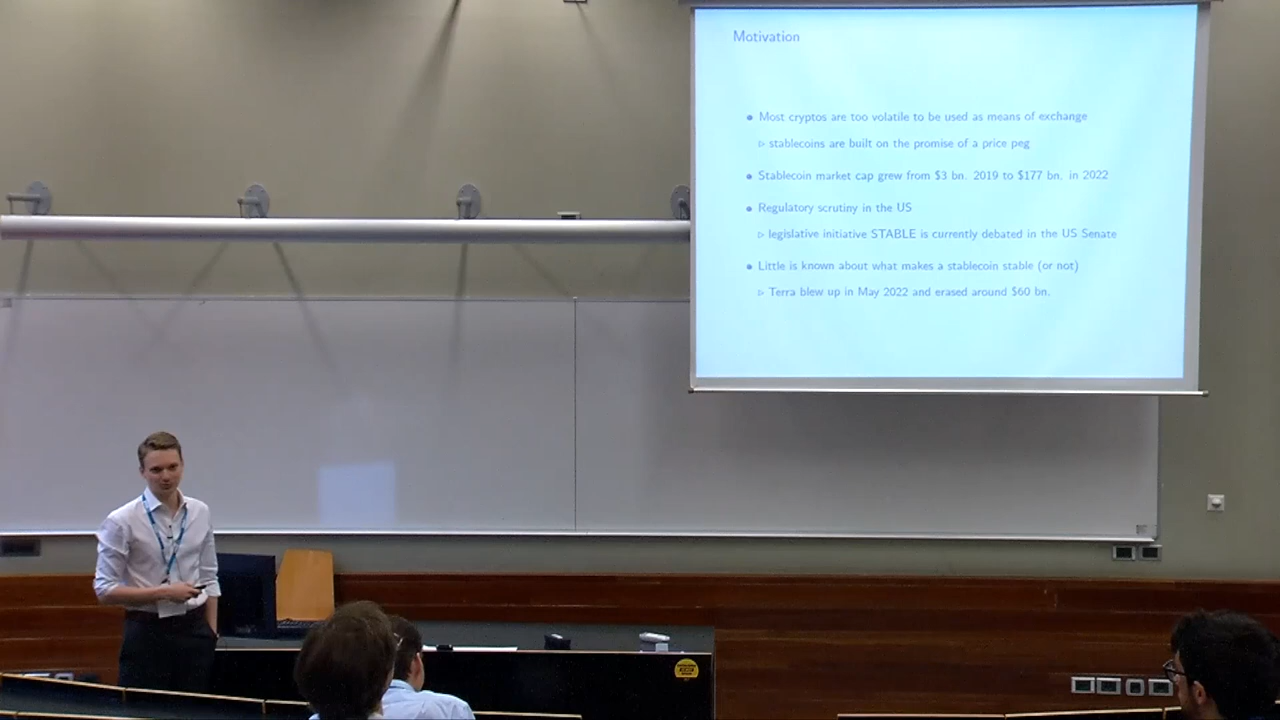 Motivation
• Most cryptos are too volatile to be used as means of exchange
▷ stablecoins are built on the promise of a price peg
• Stablecoin market cap grew from $3 bn. 2019 to $177 bn. in 2022
• Regulatory scrutiny in the US
▷ legislative initiative STABLE is currently debated in the US Senate
• Little is known about what makes a stablecoin stable (or not)
▷ Terra blew up in May 2022 and erased around $60 bn.